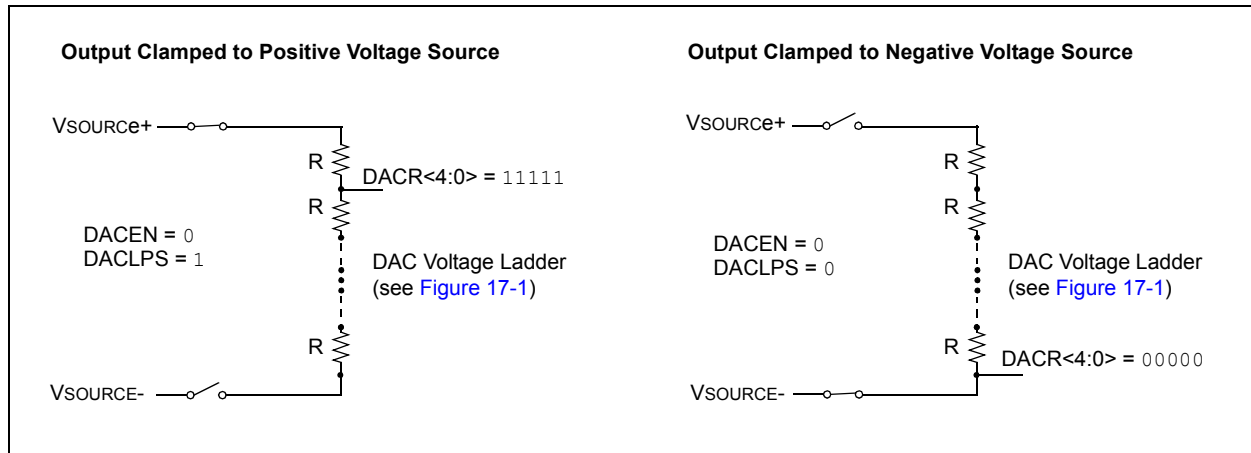 Output Clamped to Positive Voltage Source
VSOURCe+
R
DACR<4:0> = 11111
R
DACEN = 0
DACLPS = 1
DAC Voltage Ladder
(see Figure 17-1)
R
VSOURCE-
Output Clamped to Negative Voltage Source
VSOURCe+
R
R
DACEN = 0
DACLPS = 0
DAC Voltage Ladder
(see Figure 17-1)
R
DACR<4:0> = 00000
VSOURCE-